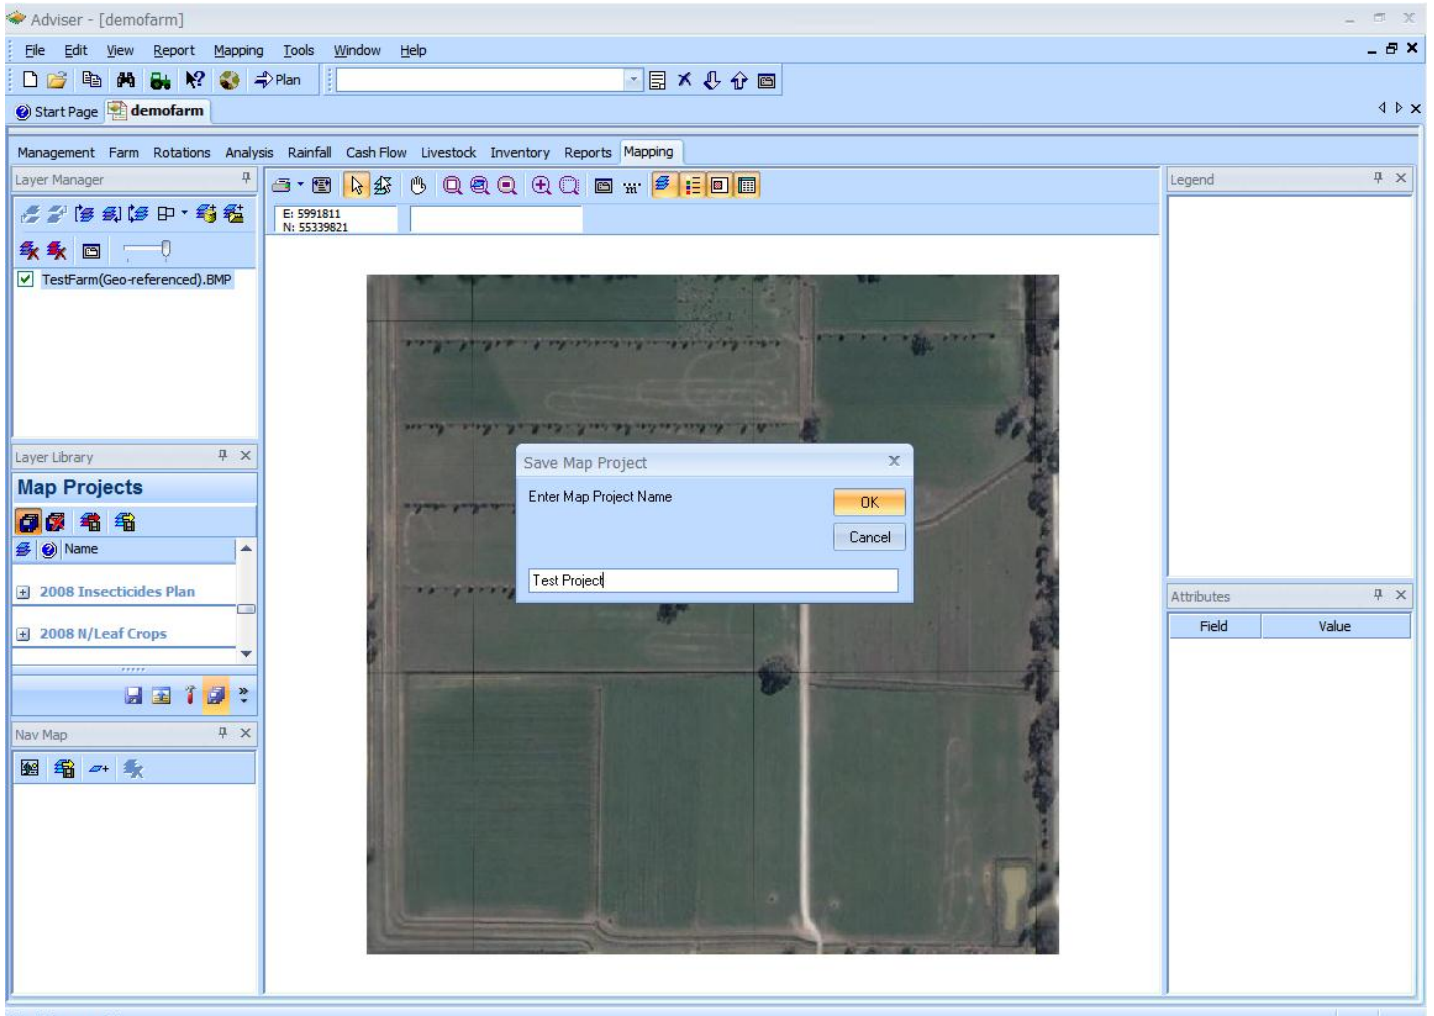 Adviser - [demofarm]
File Edit View Report Mapping Tools Window Help
Plan
Start Page demofarm
Management Farm Rotations Analysis Rainfall Cash Flow Livestock Inventory Reports Mapping
Layer Manager
E: 5991811
N: 55339821
Legend
TestFarm(Geo-referenced).BMP
Layer Library
Map Projects
Name
2008 Insecticides Plan
2008 N/Leaf Crops
Save Map Project
Enter Map Project Name
OK
Cancel
Test Project
Attributes
Field Value
Nav Map